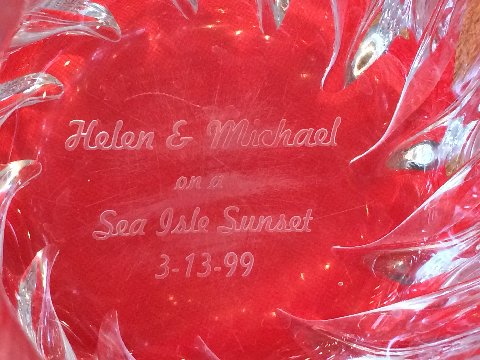 Helen & Michael
on a
Sea Isle Sunset
3-13-99